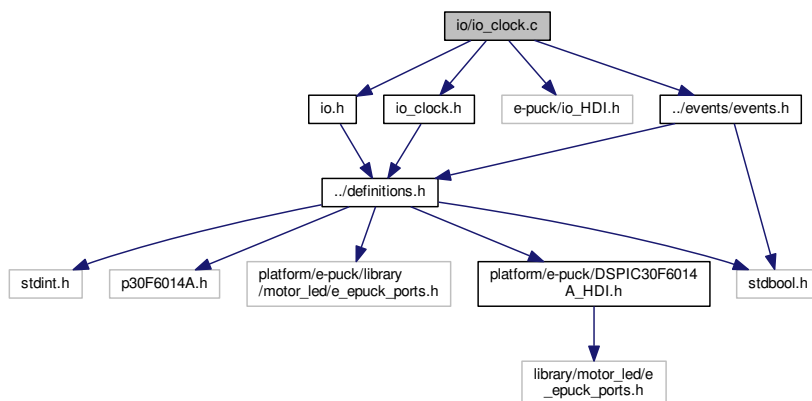 io/io_clock.c
io.h
io_clock.h
e-puck/io_HDI.h
../events/events.h
../definitions.h
stdint.h
p30F6014A.h
platform/e-puck/library
/motor_led/e_epuck_ports.h
platform/e-puck/DSPIC30F6014
A_HDI.h
stdbool.h
library/motor_led/e
_epuck_ports.h